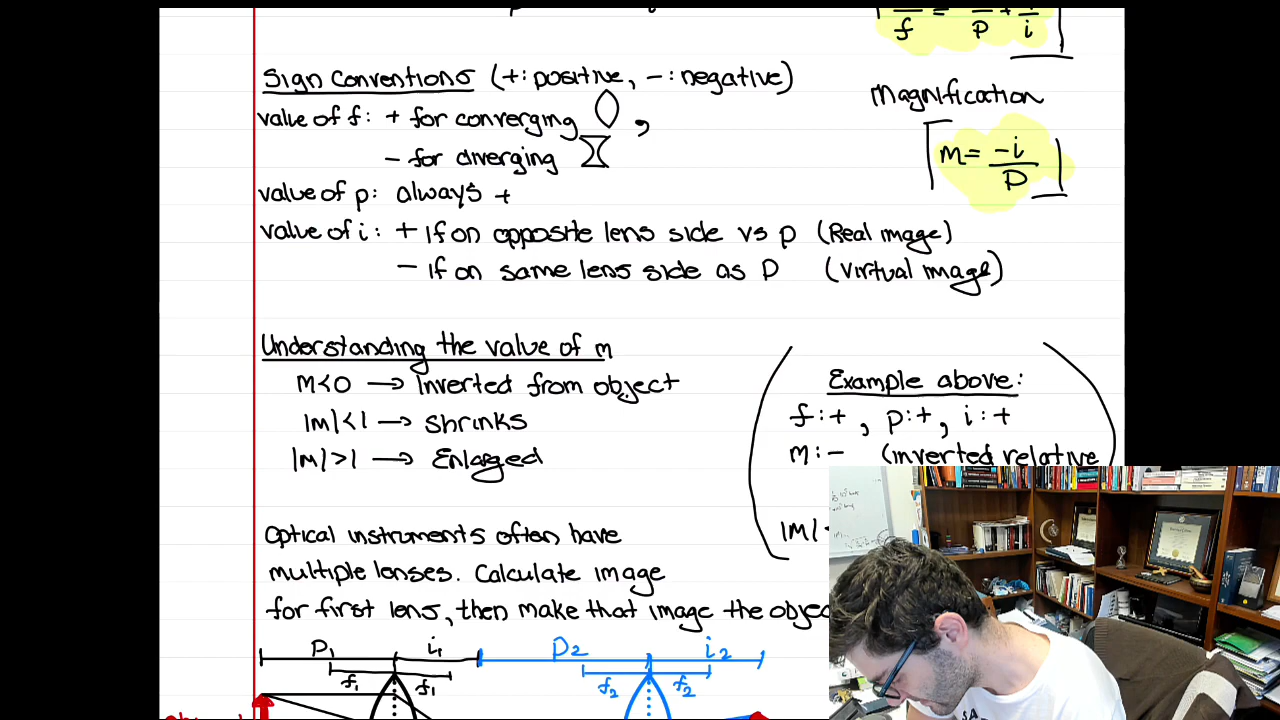 f = p + i
Sign Conventions (+: positive, -: negative)
Magnification
value of f: + for converging ,
- for diverging
m = -i / p
value of p: always +
value of i: + if on opposite lens side vs p (Real image)
- if on same lens side as p (virtual image)
Understanding the value of m
m<0 → Inverted from object
|m|<1 → shrinks
|m|>1 → Enlarged
Example above:
f:+, p:+, i:+
m:- (inverted relative
|m| <
Optical instruments often have
multiple lenses. Calculate image
for first lens, then make that image the objec
P1 i1 P2 i2
f1 f1 f2 f2